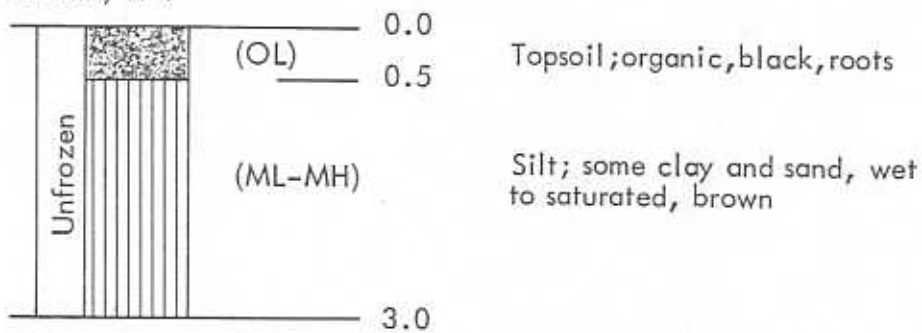 0.0
(OL)
Topsoil;organic,black,roots
0.5
Unfrozen
(ML-MH)
Silt; some clay and sand, wet
to saturated, brown
3.0